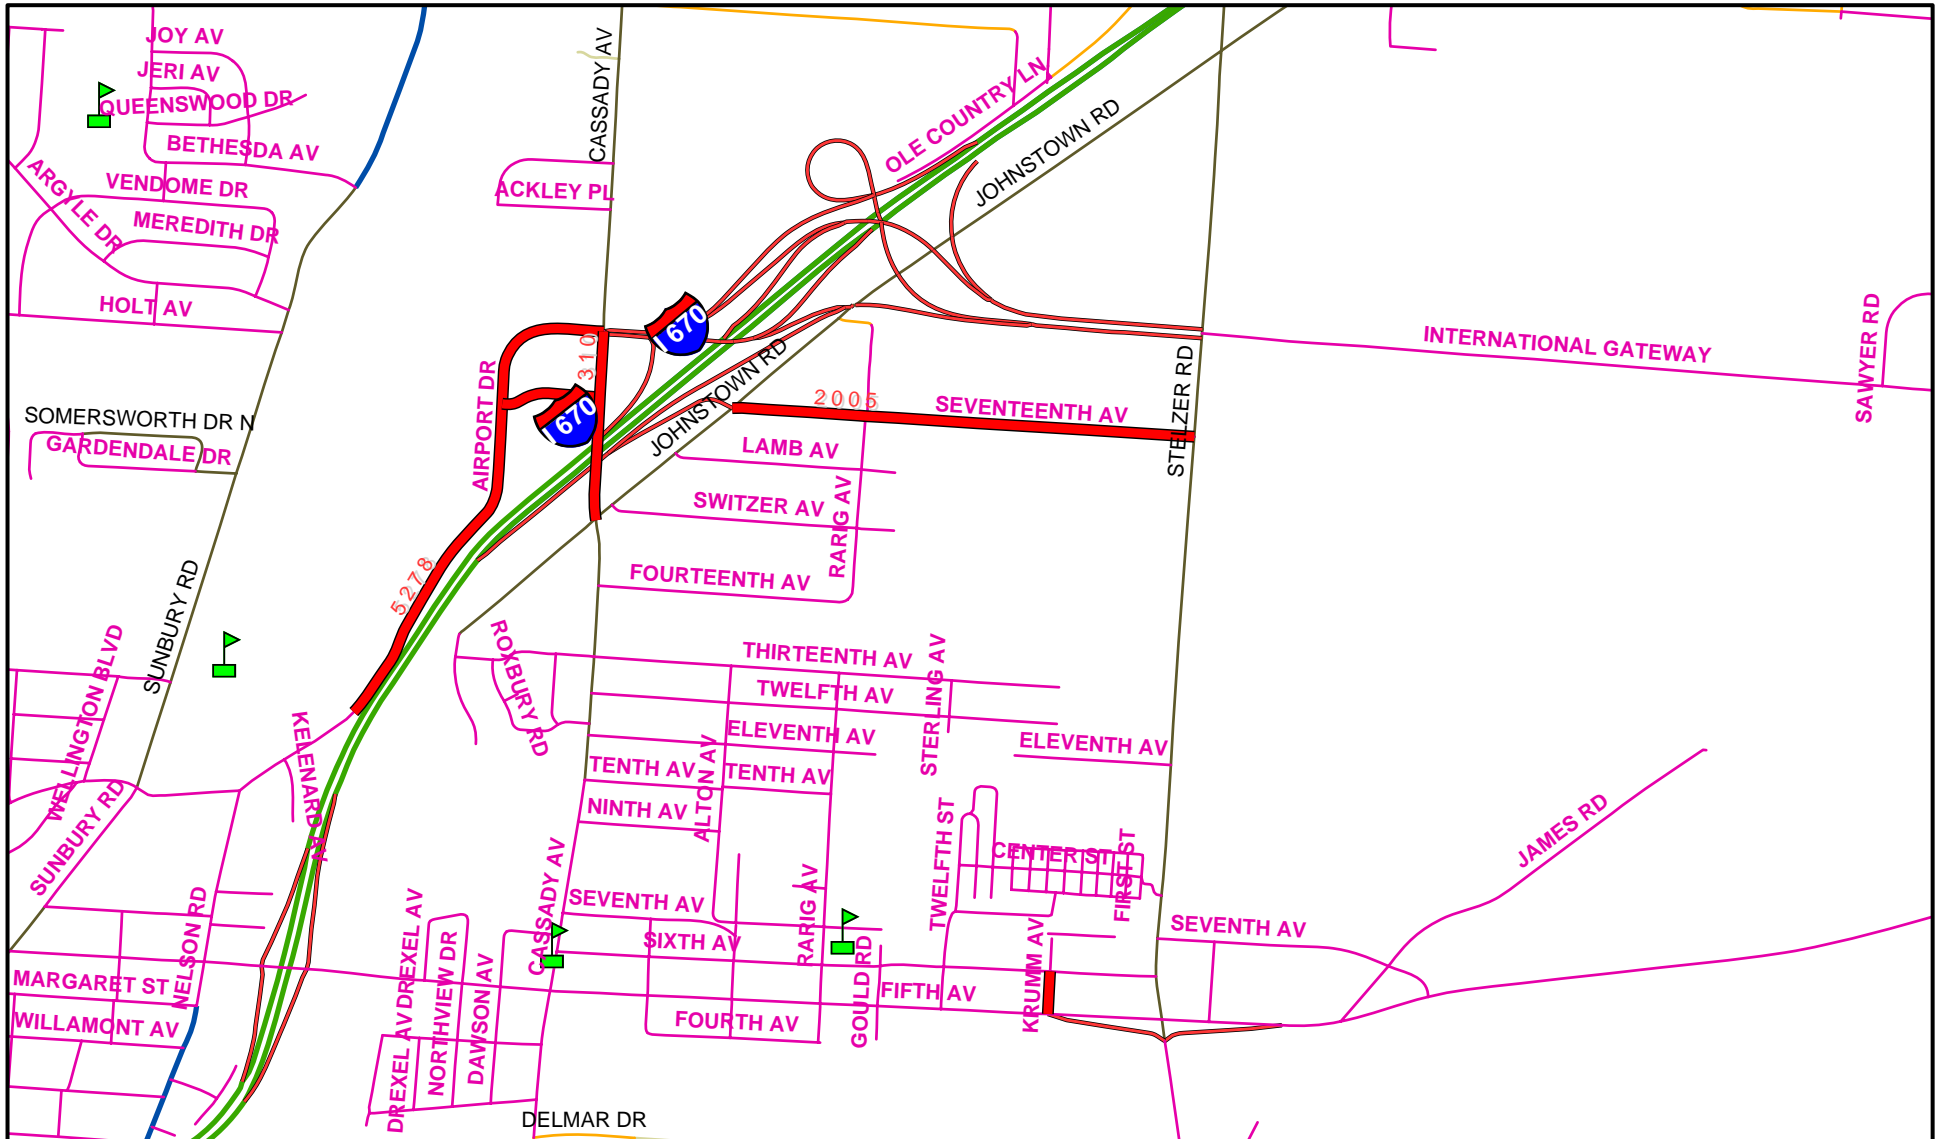 JOY AV
JERI AV
QUEENSWOOD DR
BETHESDA AV
VENDOME DR
ARGYLE DR
MEREDITH DR
HOLT AV
CASSADY AV
ACKLEY PL
OLE COUNTRY LN
JOHNSTOWN RD
I 670
310
AIRPORT DR
I 670
JOHNSTOWN RD
2005
SEVENTEENTH AV
STELZER RD
INTERNATIONAL GATEWAY
SAWYER RD
SOMERSWORTH DR N
GARDENDALE DR
LAMB AV
SWITZER AV
RARIG AV
FOURTEENTH AV
5278
SUNBURY RD
WELLINGTON BLVD
SUNBURY RD
KELENARD AV
ROXBURY RD
THIRTEENTH AV
TWELFTH AV
STERLING AV
ELEVENTH AV
ELEVENTH AV
TENTH AV
TENTH AV
ALTON AV
NINTH AV
TWELFTH ST
CENTER ST
FIRST ST
JAMES RD
NELSON RD
CASSADY AV
SEVENTH AV
SIXTH AV
RARIG AV
GOULD RD
SEVENTH AV
KRUMM AV
FIFTH AV
FOURTH AV
MARGARET ST
WILLAMONT AV
DREXEL AV
DREXEL AV
NORTHVIEW DR
DAWSON AV
DELMAR DR